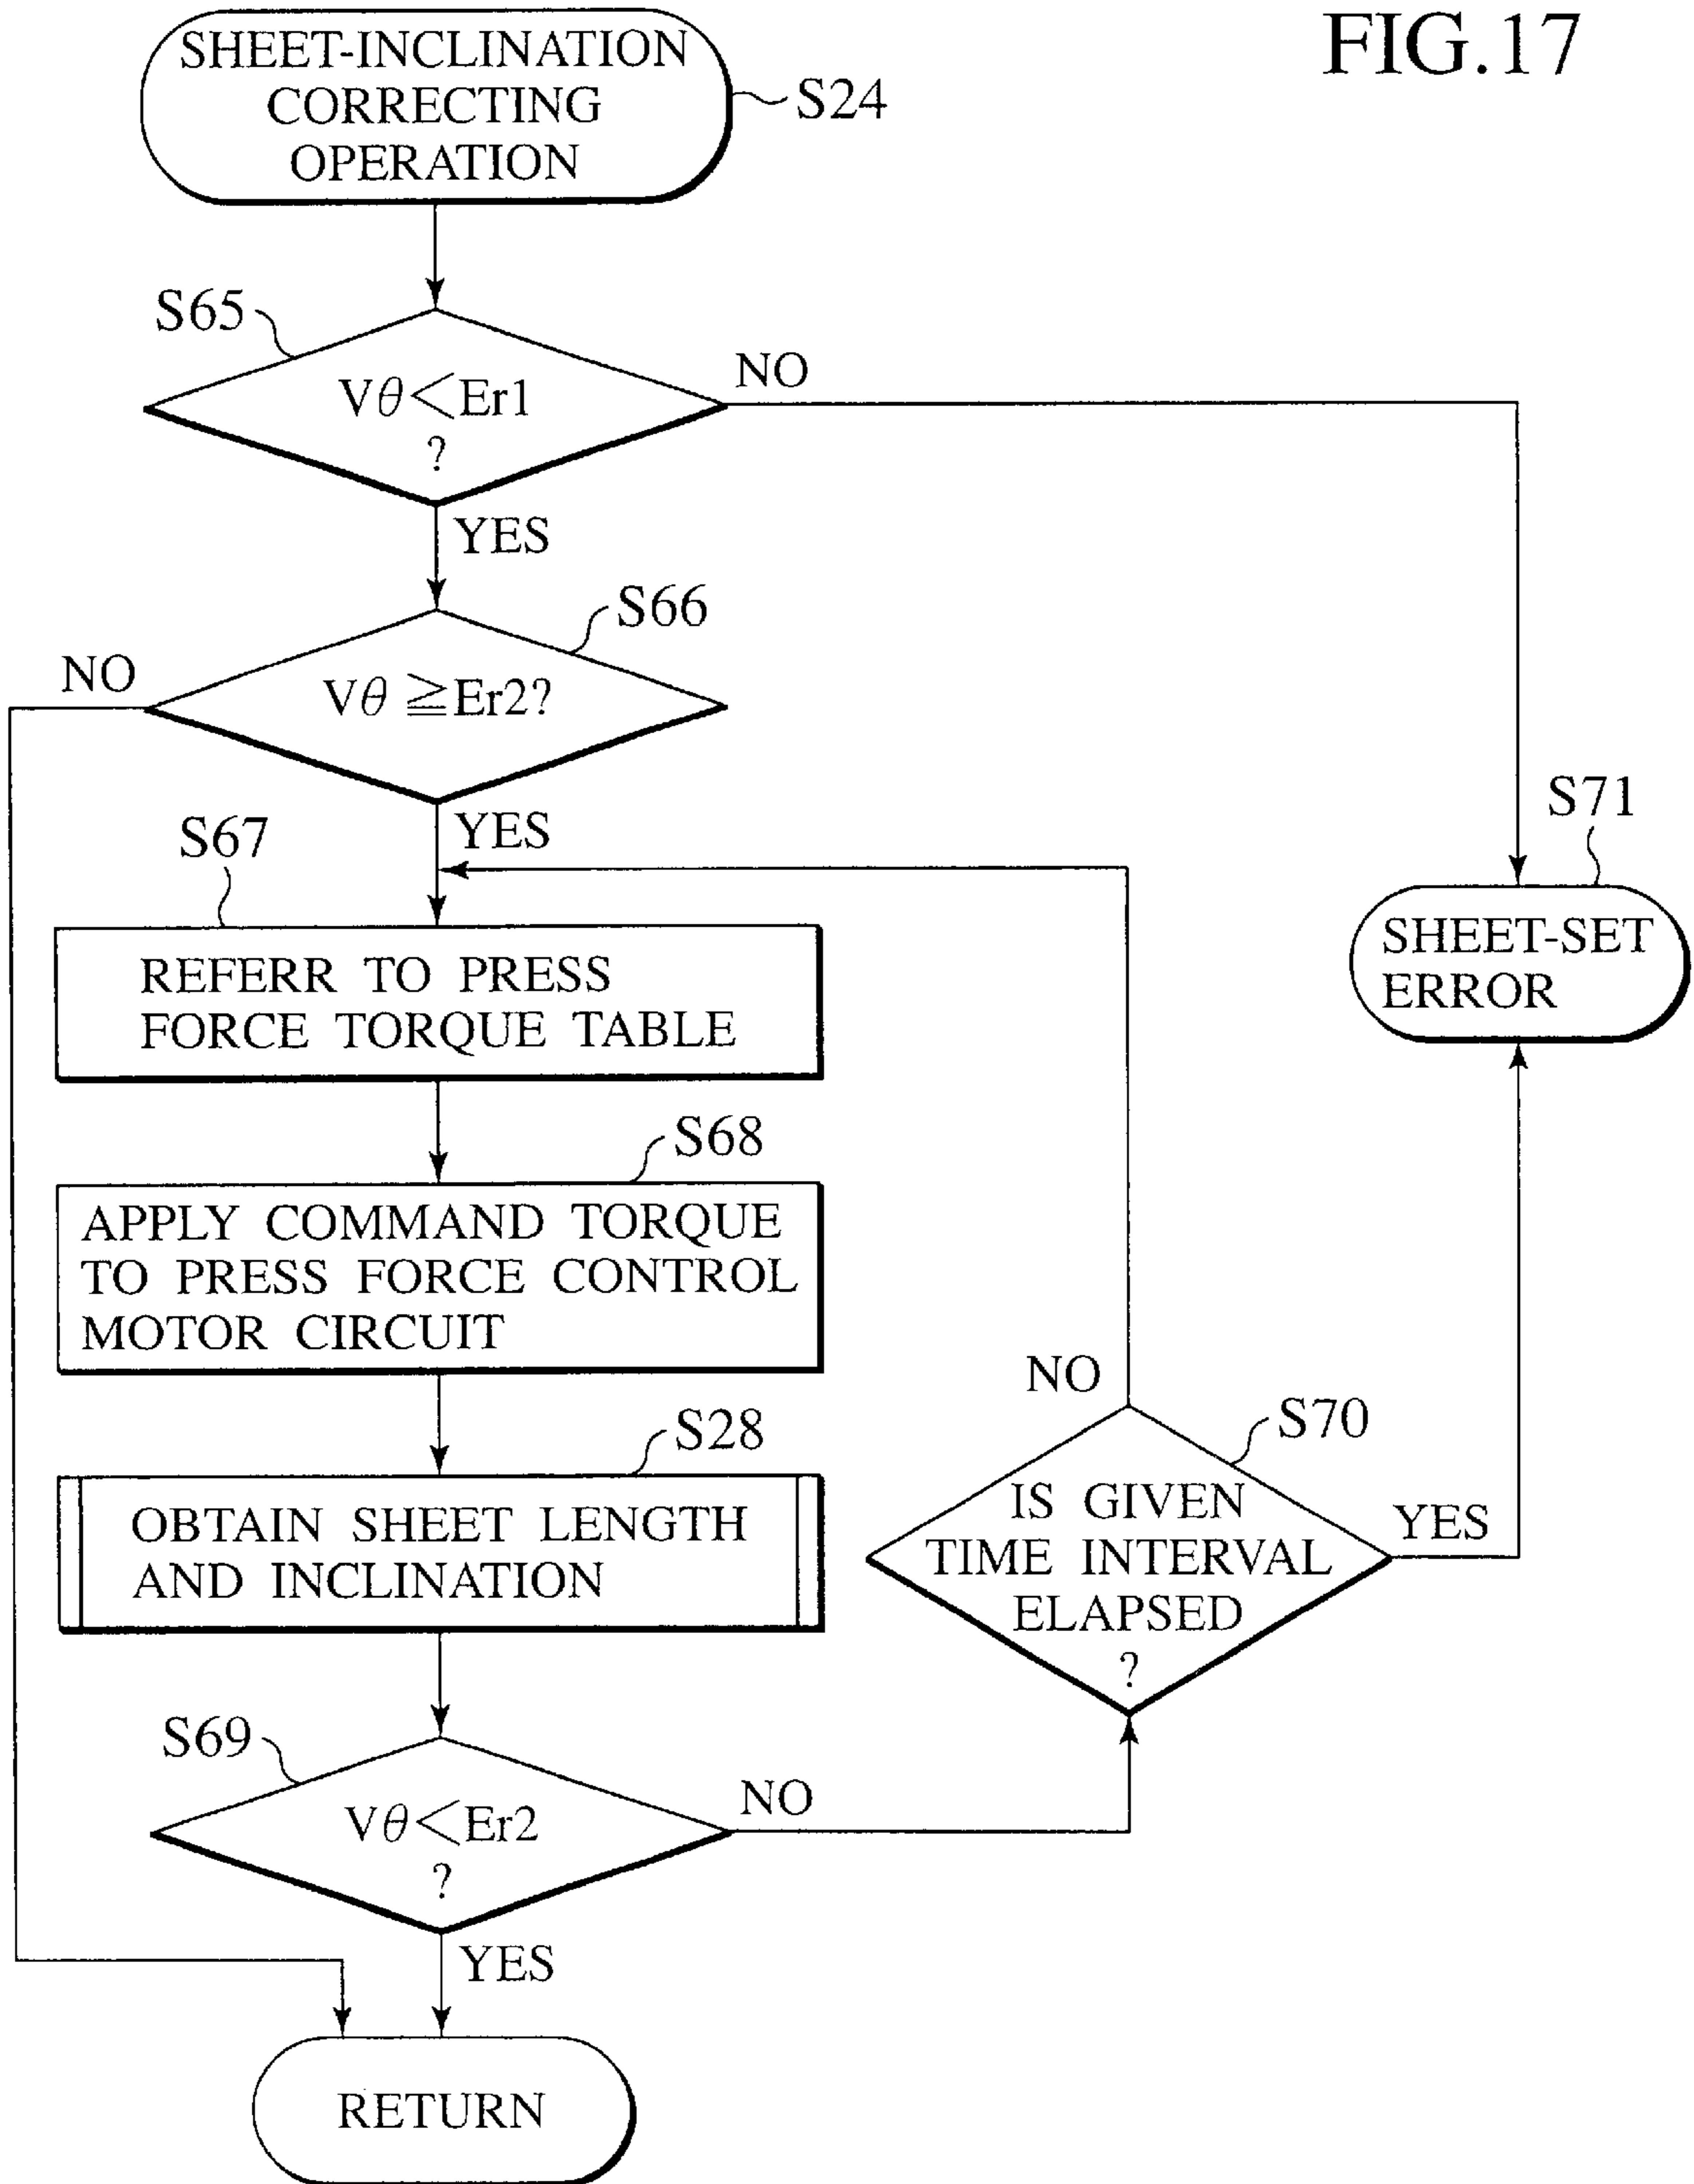 FIG.17
SHEET-INCLINATION
CORRECTING
OPERATION
S24
S65
Vθ<Er1
?
NO
YES
S66
Vθ ≧Er2?
NO
YES
S67
REFERR TO PRESS
FORCE TORQUE TABLE
S68
APPLY COMMAND TORQUE
TO PRESS FORCE CONTROL
MOTOR CIRCUIT
S28
OBTAIN SHEET LENGTH
AND INCLINATION
S69
Vθ<Er2
?
NO
YES
S70
IS GIVEN
TIME INTERVAL
ELAPSED
?
NO
YES
S71
SHEET-SET
ERROR
RETURN